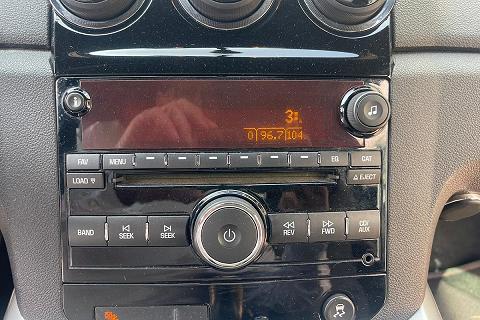 3:
0 96.7 104
FAV MENU EQ CAT
LOAD EJECT
BAND SEEK SEEK REV FWD CD/AUX